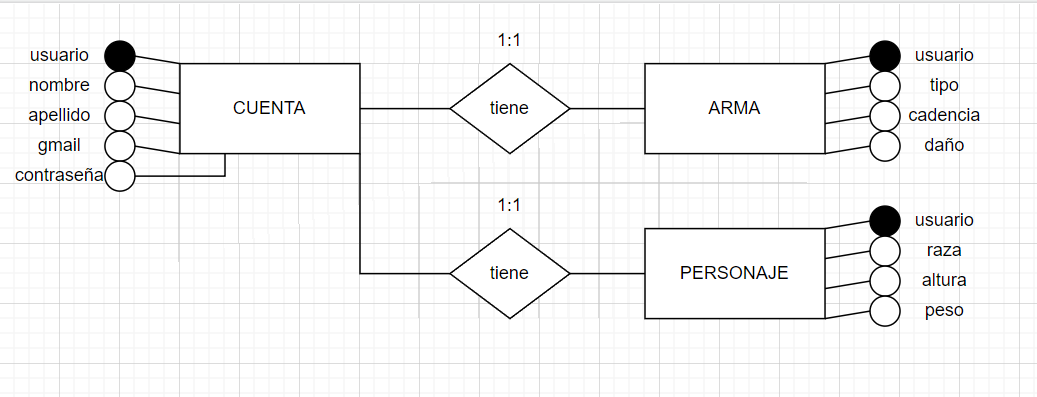 usuario
nombre
apellido
gmail
contraseña
CUENTA
1:1
tiene
ARMA
usuario
tipo
cadencia
daño
1:1
tiene
PERSONAJE
usuario
raza
altura
peso